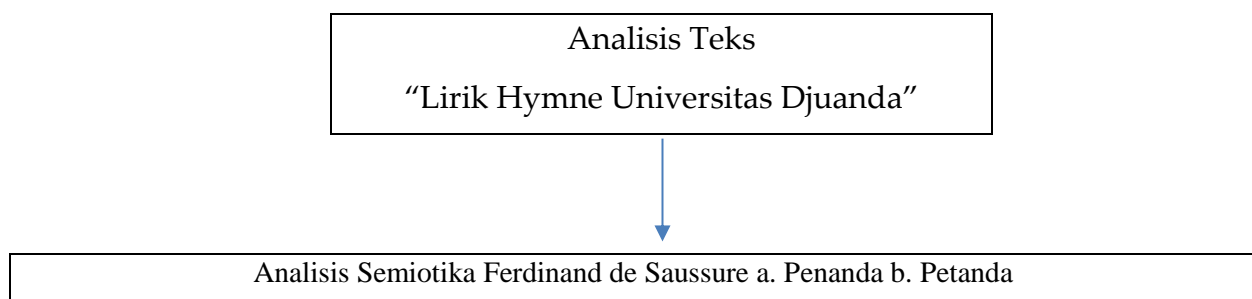 Analisis Teks
“Lirik Hymne Universitas Djuanda”
Analisis Semiotika Ferdinand de Saussure a. Penanda b. Petanda